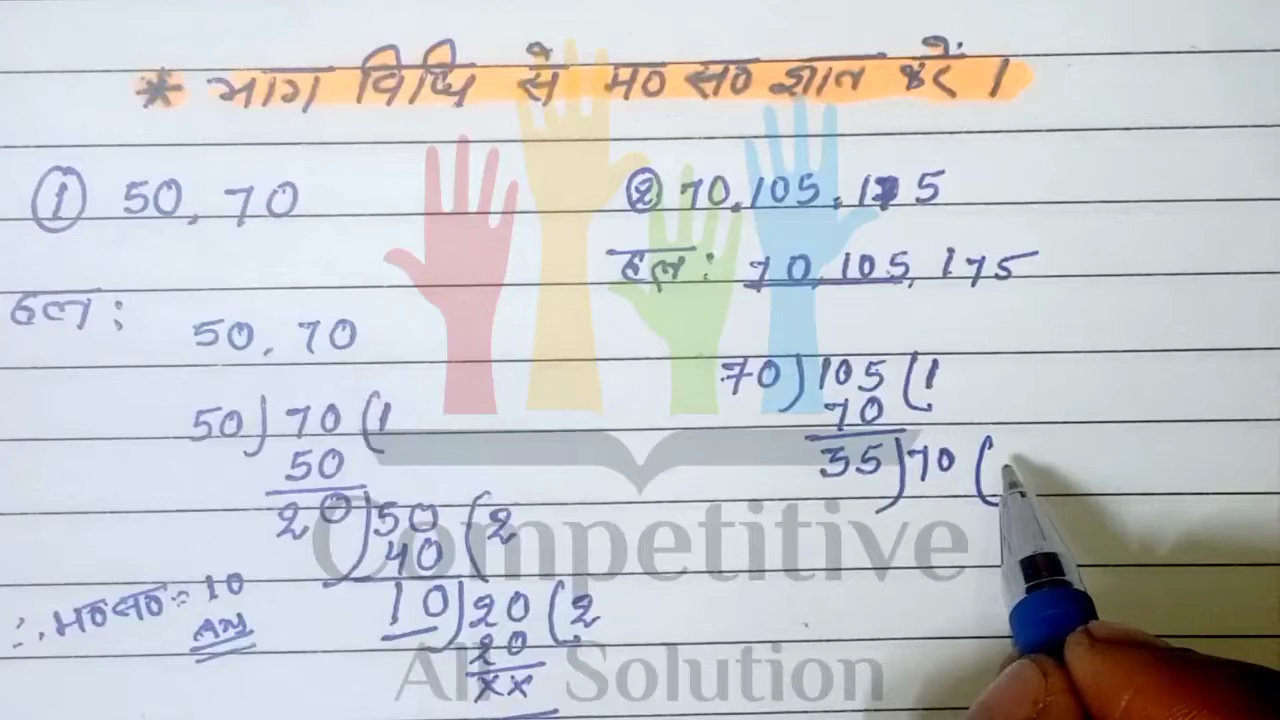 * भाग विधि से म० स० ज्ञात करें ।
① 50, 70
हल :
50, 70
50) 70 (1
50
20) 50 (2
40
10) 20 (2
20
xx
∴ म०स० = 10
Ans
② 70, 105, 175
हल : 70, 105, 175
70) 105 (1
70
35) 70 (
Competitive
All Solution